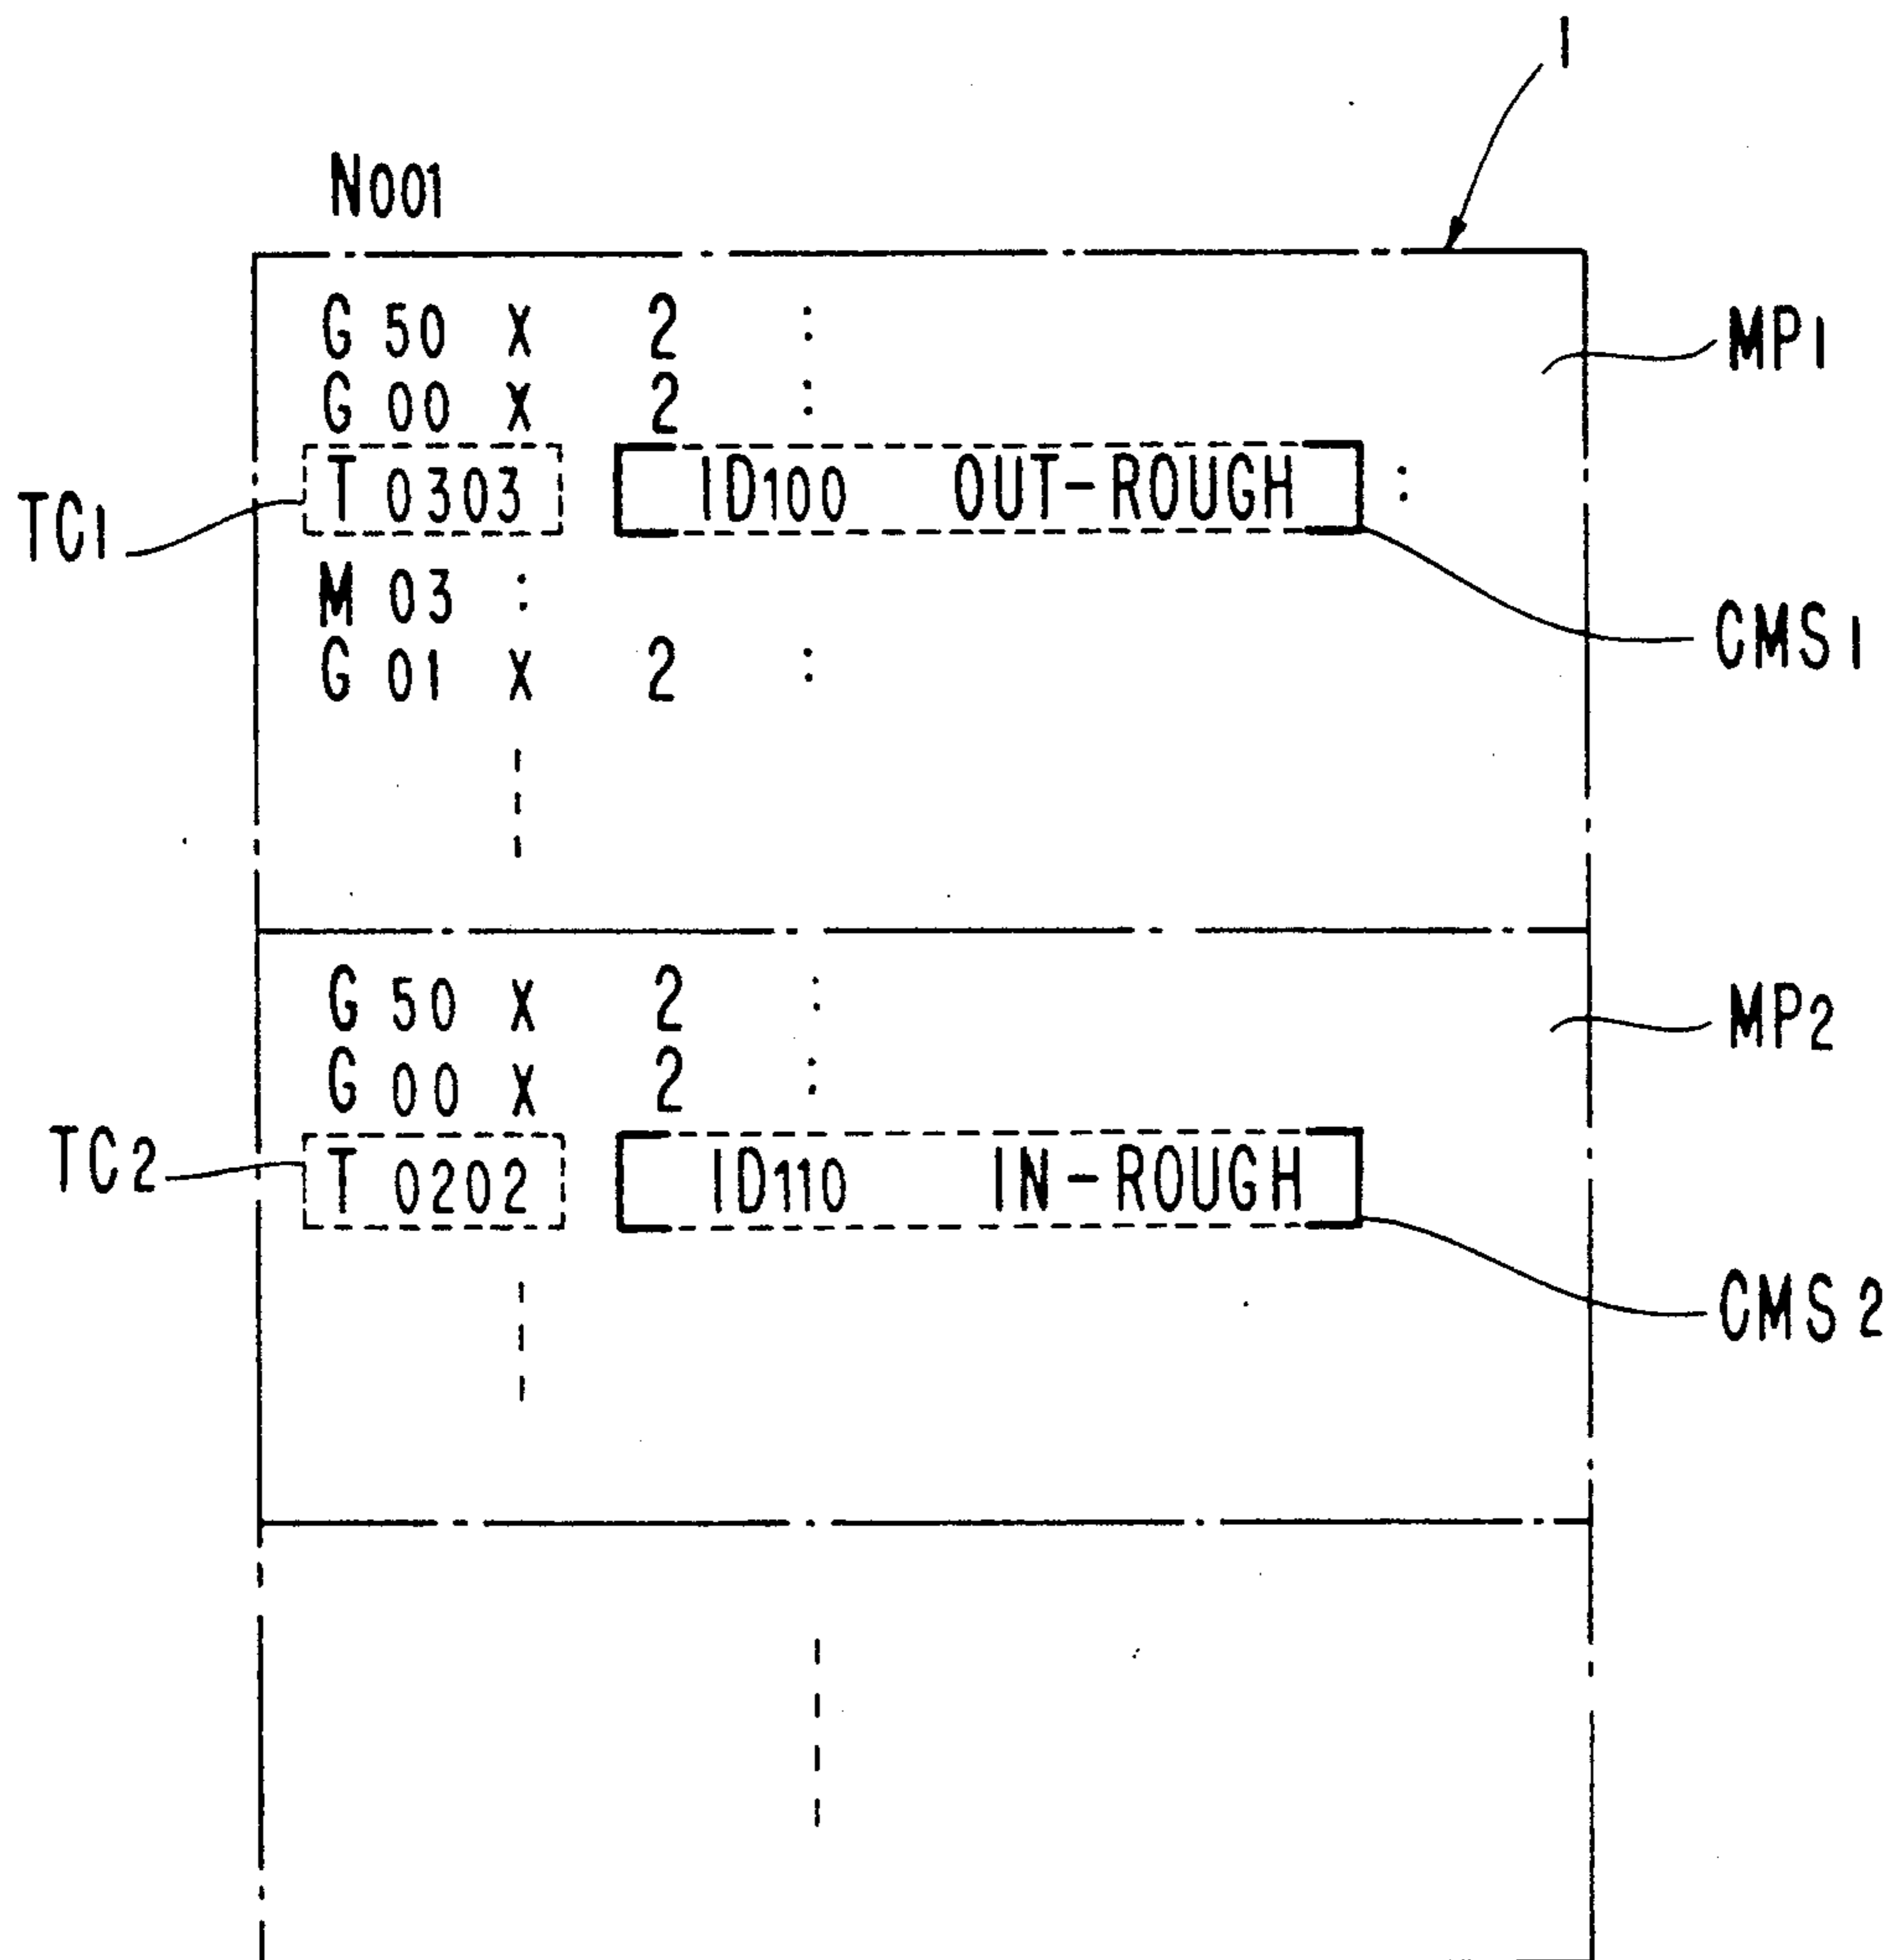 1
N001
G 50 X 2 :
G 00 X 2 :
T 0303 [ ID100 OUT-ROUGH ] :
M 03 :
G 01 X 2 :
MP1
TC1
CMS1
G 50 X 2 :
G 00 X 2 :
T 0202 [ ID110 IN-ROUGH ]
MP2
TC2
CMS2